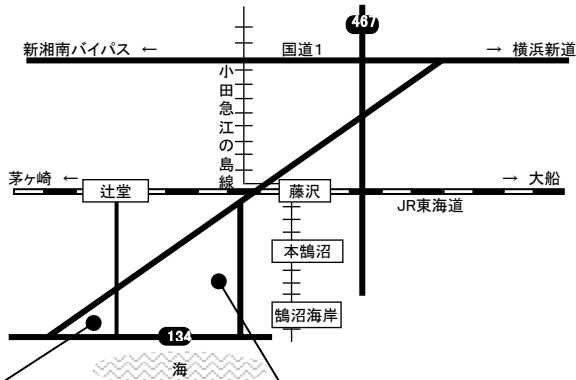 467
新湘南バイパス ←
国道1
→ 横浜新道
小田急江の島線
茅ヶ崎 ←
辻堂
藤沢
→ 大船
JR東海道
本鵠沼
鵠沼海岸
134
海